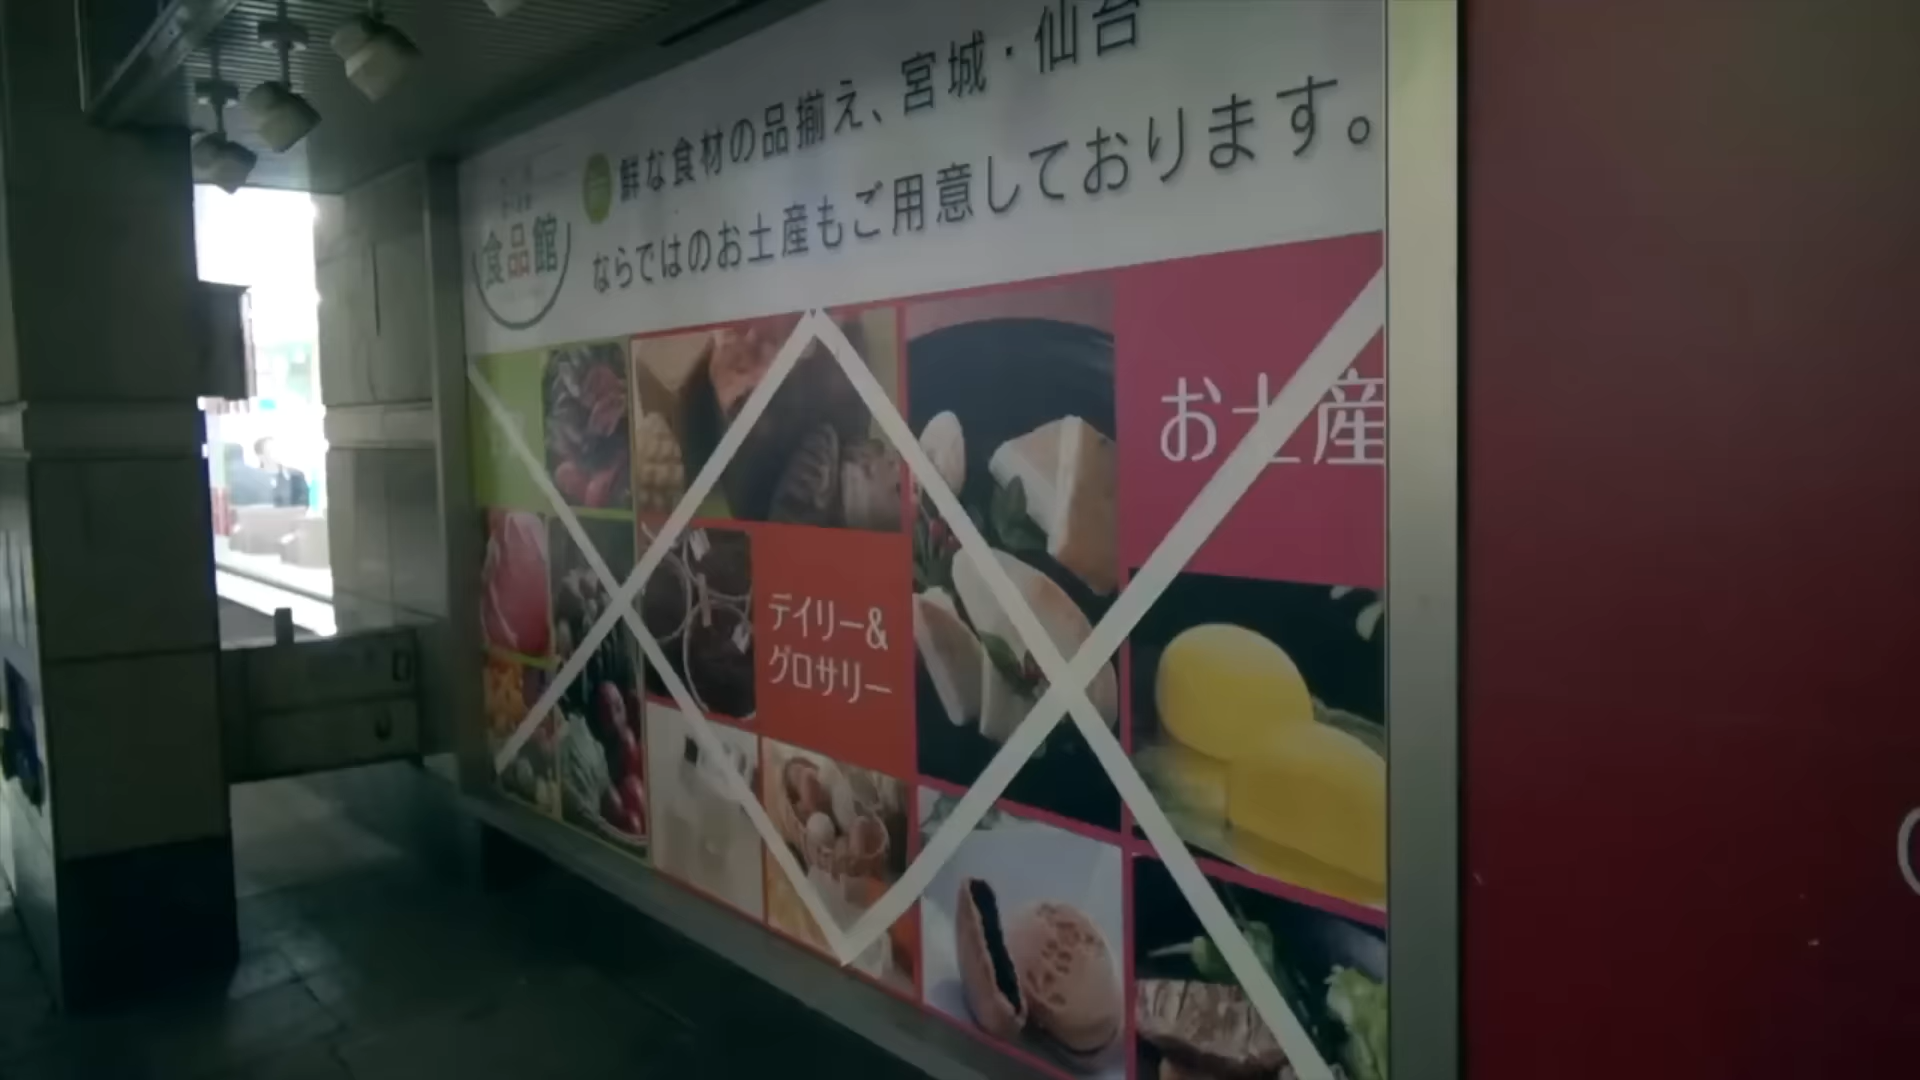 食品館
鮮な食材の品揃え、宮城・仙台
ならではのお土産もご用意しております。
お土産
デイリー&
グロサリー